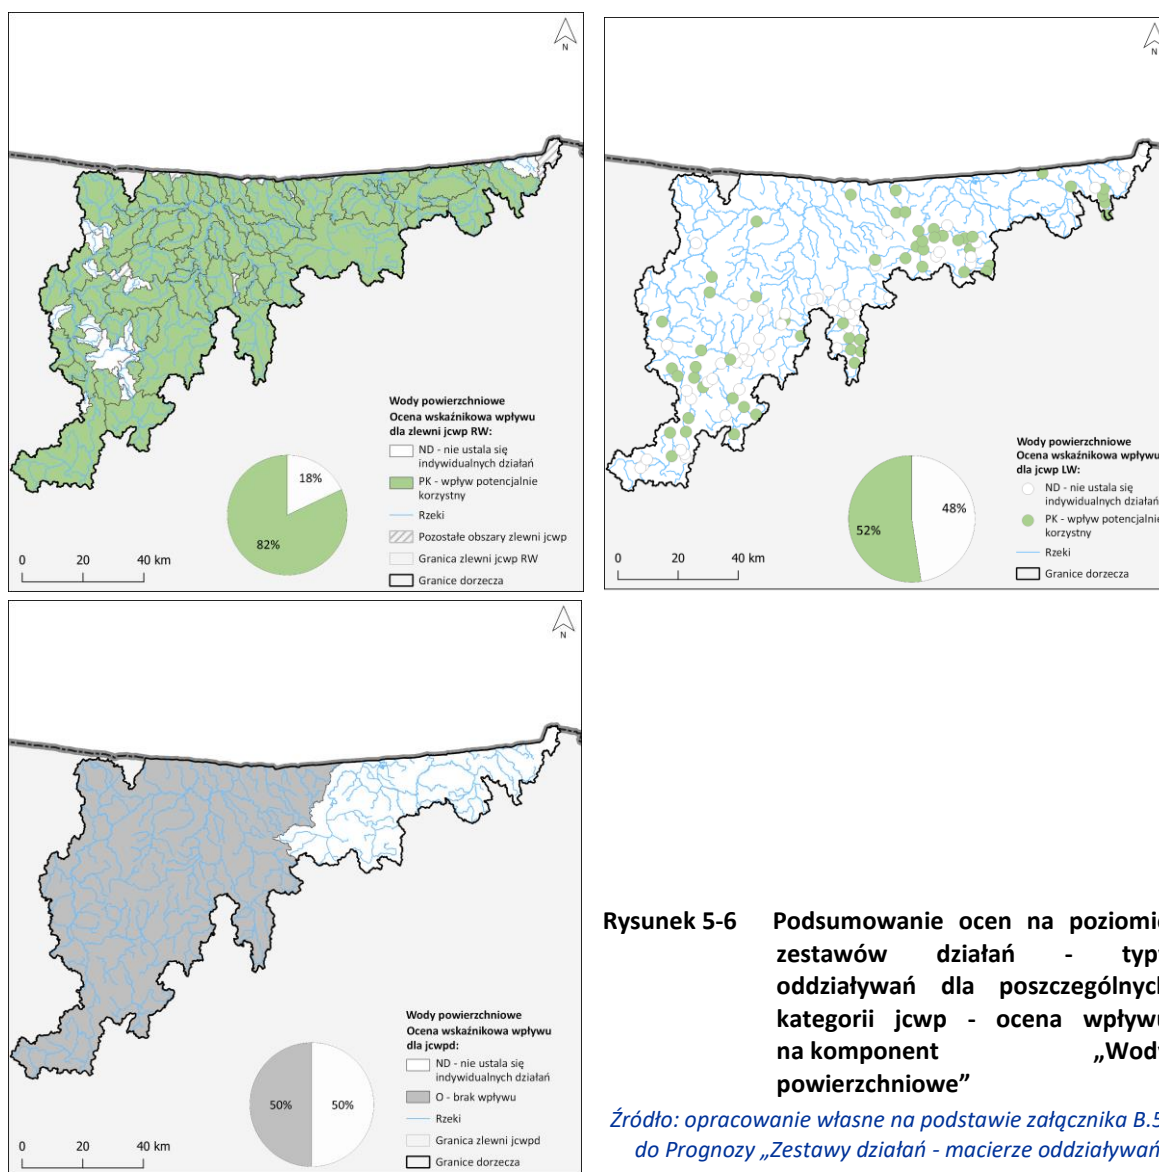 N
Wody powierzchniowe
Ocena wskaźnikowa wpływu
dla zlewni jcwp RW:
ND - nie ustala się
indywidualnych działań
PK - wpływ potencjalnie
korzystny
Rzeki
Pozostałe obszary zlewni jcwp
Granica zlewni jcwp RW
Granice dorzecza
18%
82%
0 20 40 km
N
Wody powierzchniowe
Ocena wskaźnikowa wpływu
dla jcwp LW:
ND - nie ustala się
indywidualnych działań
PK - wpływ potencjalnie
korzystny
Rzeki
Granice dorzecza
48%
52%
0 20 40 km
N
Wody powierzchniowe
Ocena wskaźnikowa wpływu
dla jcwpd:
ND - nie ustala się
indywidualnych działań
O - brak wpływu
Rzeki
Granica zlewni jcwpd
Granice dorzecza
50% 50%
0 20 40 km
Rysunek 5-6 Podsumowanie ocen na poziomie
zestawów działań - typy
oddziaływań dla poszczególnych
kategorii jcwp - ocena wpływu
na komponent „Wody
powierzchniowe”
Źródło: opracowanie własne na podstawie załącznika B.5
do Prognozy „Zestawy działań - macierze oddziaływań